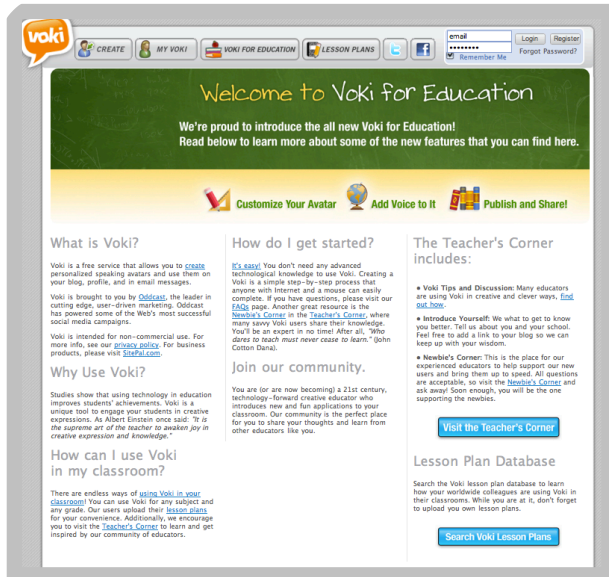 voki
CREATE
MY VOKI
VOKI FOR EDUCATION
LESSON PLANS
email
Login
Register
••••••••
Forgot Password?
Remember Me
Welcome to Voki for Education
We're proud to introduce the all new Voki for Education!
Read below to learn more about some of the new features that you can find here.
Customize Your Avatar
Add Voice to It
Publish and Share!
What is Voki?
Voki is a free service that allows you to create
personalized speaking avatars and use them on
your blog, profile, and in email messages.
Voki is brought to you by Oddcast, the leader in
cutting edge, user-driven marketing. Oddcast
has powered some of the Web's most successful
social media campaigns.
Voki is intended for non-commercial use. For
more info, see our privacy policy. For business
products, please visit SitePal.com.
Why Use Voki?
Studies show that using technology in education
improves students' achievements. Voki is a
unique tool to engage your students in creative
expressions. As Albert Einstein once said: "It is
the supreme art of the teacher to awaken joy in
creative expression and knowledge."
How can I use Voki
in my classroom?
There are endless ways of using Voki in your
classroom! You can use Voki for any subject and
any grade. Our users upload their lesson plans
for your convenience. Additionally, we encourage
you to visit the Teacher's Corner to learn and get
inspired by our community of educators.
How do I get started?
It's easy! You don't need any advanced
technological knowledge to use Voki. Creating a
Voki is a simple step-by-step process that
anyone with Internet and a mouse can easily
complete. If you have questions, please visit our
FAQs page. Another great resource is the
Newbie's Corner in the Teacher's Corner, where
many savvy Voki users share their knowledge.
You'll be an expert in no time! After all, "Who
dares to teach must never cease to learn." (John
Cotton Dana).
Join our community.
You are (or are now becoming) a 21st century,
technology-forward creative educator who
introduces new and fun applications to your
classroom. Our community is the perfect place
for you to share your thoughts and learn from
other educators like you.
The Teacher's Corner
includes:
• Voki Tips and Discussion: Many educators
are using Voki in creative and clever ways, find
out how.
• Introduce Yourself: We what to get to know
you better. Tell us about you and your school.
Feel free to add a link to your blog so we can
keep up with your wisdom.
• Newbie's Corner: This is the place for our
experienced educators to help support our new
users and bring them up to speed. All questions
are acceptable, so visit the Newbie's Corner and
ask away! Soon enough, you will be the one
supporting the newbies.
Visit the Teacher's Corner
Lesson Plan Database
Search the Voki lesson plan database to learn
how your worldwide colleagues are using Voki in
their classrooms. While you are at it, don't forget
to upload you own lesson plans.
Search Voki Lesson Plans